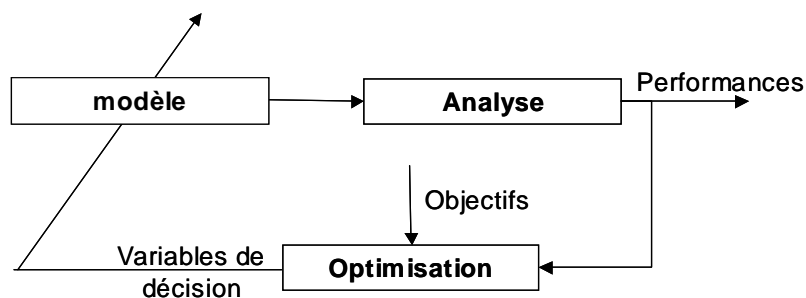 modèle
Analyse
Performances
Objectifs
Variables de
décision
Optimisation